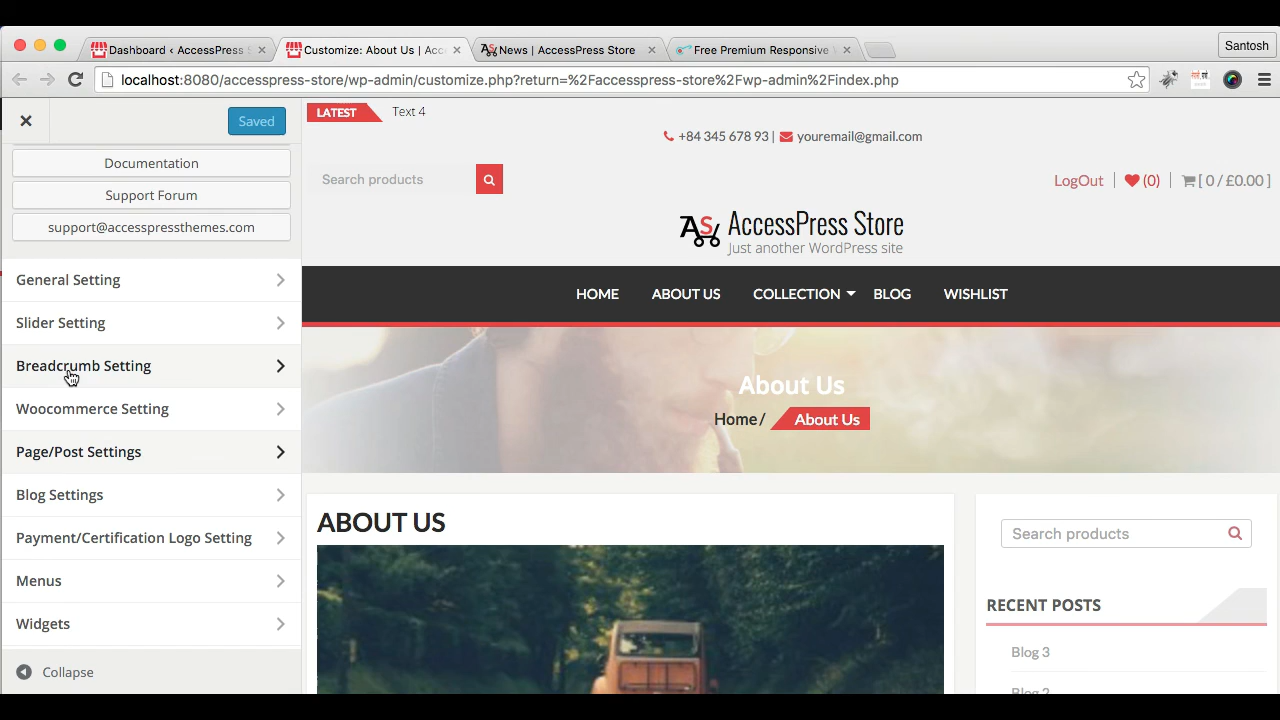 Dashboard ‹ AccessPress
Customize: About Us | Acc
News | AccessPress Store
Free Premium Responsive
Santosh
localhost:8080/accesspress-store/wp-admin/customize.php?return=%2Faccesspress-store%2Fwp-admin%2Findex.php
Saved
Documentation
Support Forum
support@accesspressthemes.com
General Setting
Slider Setting
Breadcrumb Setting
Woocommerce Setting
Page/Post Settings
Blog Settings
Payment/Certification Logo Setting
Menus
Widgets
Collapse
LATEST Text 4
+84 345 678 93 | youremail@gmail.com
Search products
LogOut | (0) | [ 0 / £0.00 ]
AS AccessPress Store
Just another WordPress site
HOME ABOUT US COLLECTION BLOG WISHLIST
About Us
Home / About Us
ABOUT US
Search products
RECENT POSTS
Blog 3
Blog 2